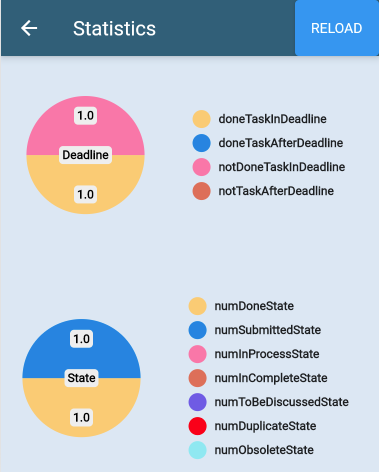 Statistics
RELOAD
1.0
Deadline
1.0
doneTaskInDeadline
doneTaskAfterDeadline
notDoneTaskInDeadline
notTaskAfterDeadline
1.0
State
1.0
numDoneState
numSubmittedState
numInProcessState
numInCompleteState
numToBeDiscussedState
numDuplicateState
numObsoleteState